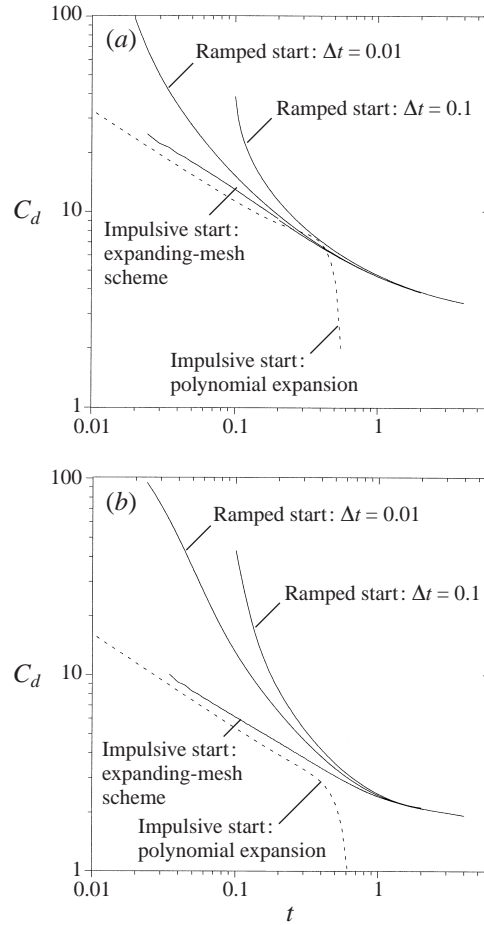 100
(a)
Ramped start: Δt = 0.01
Ramped start: Δt = 0.1
C_d
10
Impulsive start:
expanding-mesh
scheme
Impulsive start:
polynomial expansion
1
0.01
0.1
1
100
(b)
Ramped start: Δt = 0.01
Ramped start: Δt = 0.1
C_d
10
Impulsive start:
expanding-mesh
scheme
Impulsive start:
polynomial expansion
1
0.01
0.1
1
t